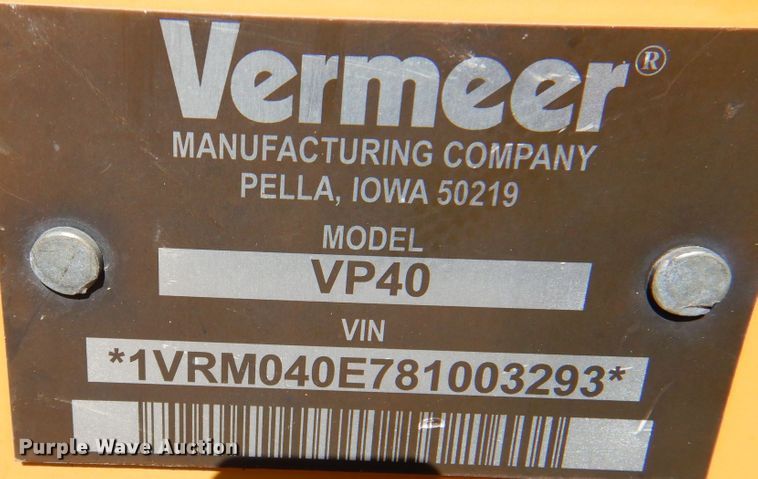 Vermeer®
MANUFACTURING COMPANY
PELLA, IOWA 50219
MODEL
VP40
VIN
*1VRM040E781003293*
Purple Wave Auction